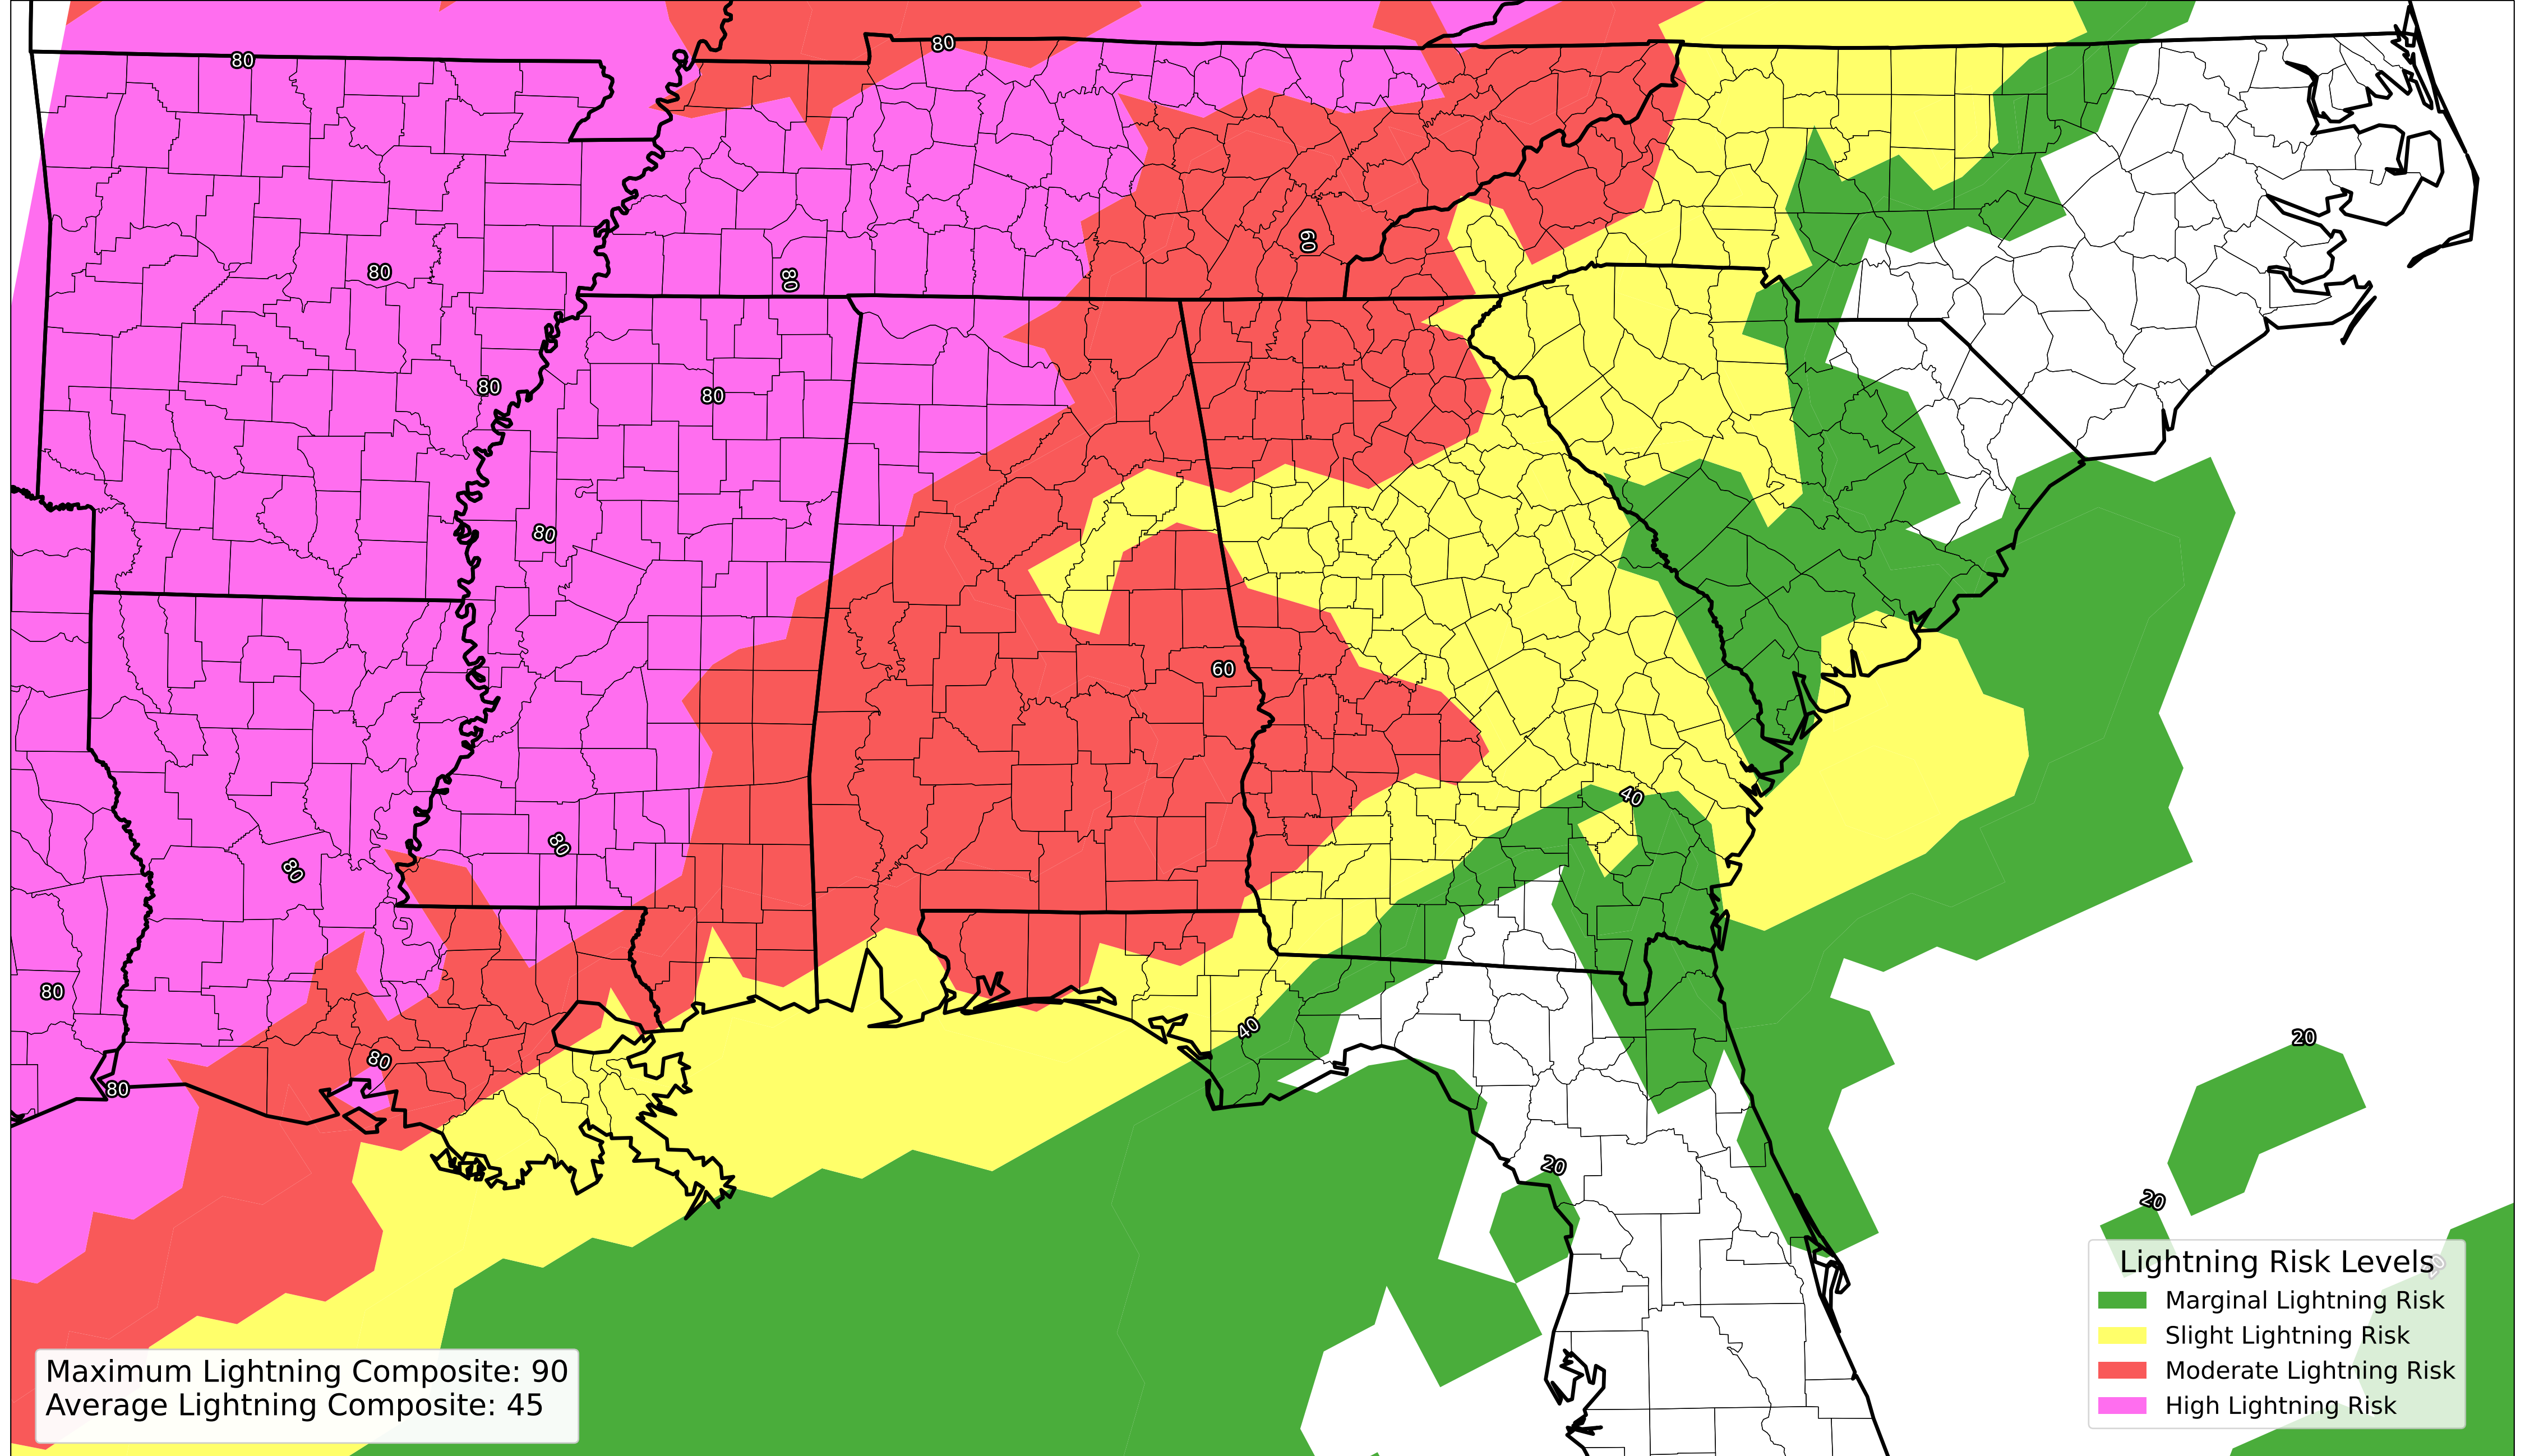 80
80
60
80
80
80
80
80
60
40
80
80
80
40
20
80
80
20
20
20
Lightning Risk Levels
Marginal Lightning Risk
Slight Lightning Risk
Moderate Lightning Risk
High Lightning Risk
Maximum Lightning Composite: 90
Average Lightning Composite: 45